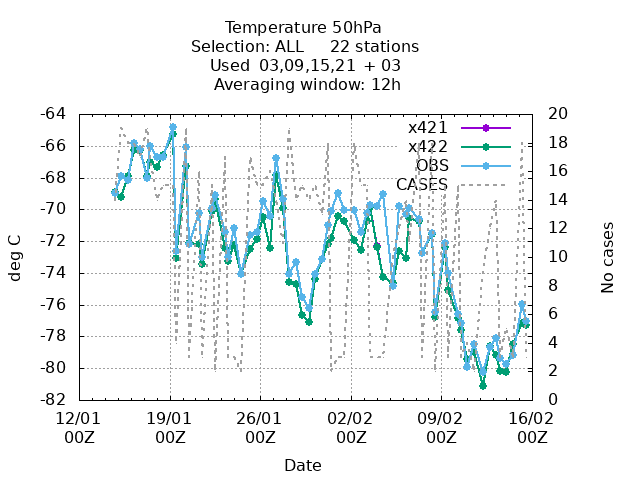 Temperature 50hPa
Selection: ALL 22 stations
Used 03,09,15,21 + 03
Averaging window: 12h
x421
x422
OBS
CASES
deg C
-64
-66
-68
-70
-72
-74
-76
-78
-80
-82
No cases
20
18
16
14
12
10
8
6
4
2
0
12/01 19/01 26/01 02/02 09/02 16/02
00Z 00Z 00Z 00Z 00Z 00Z
Date